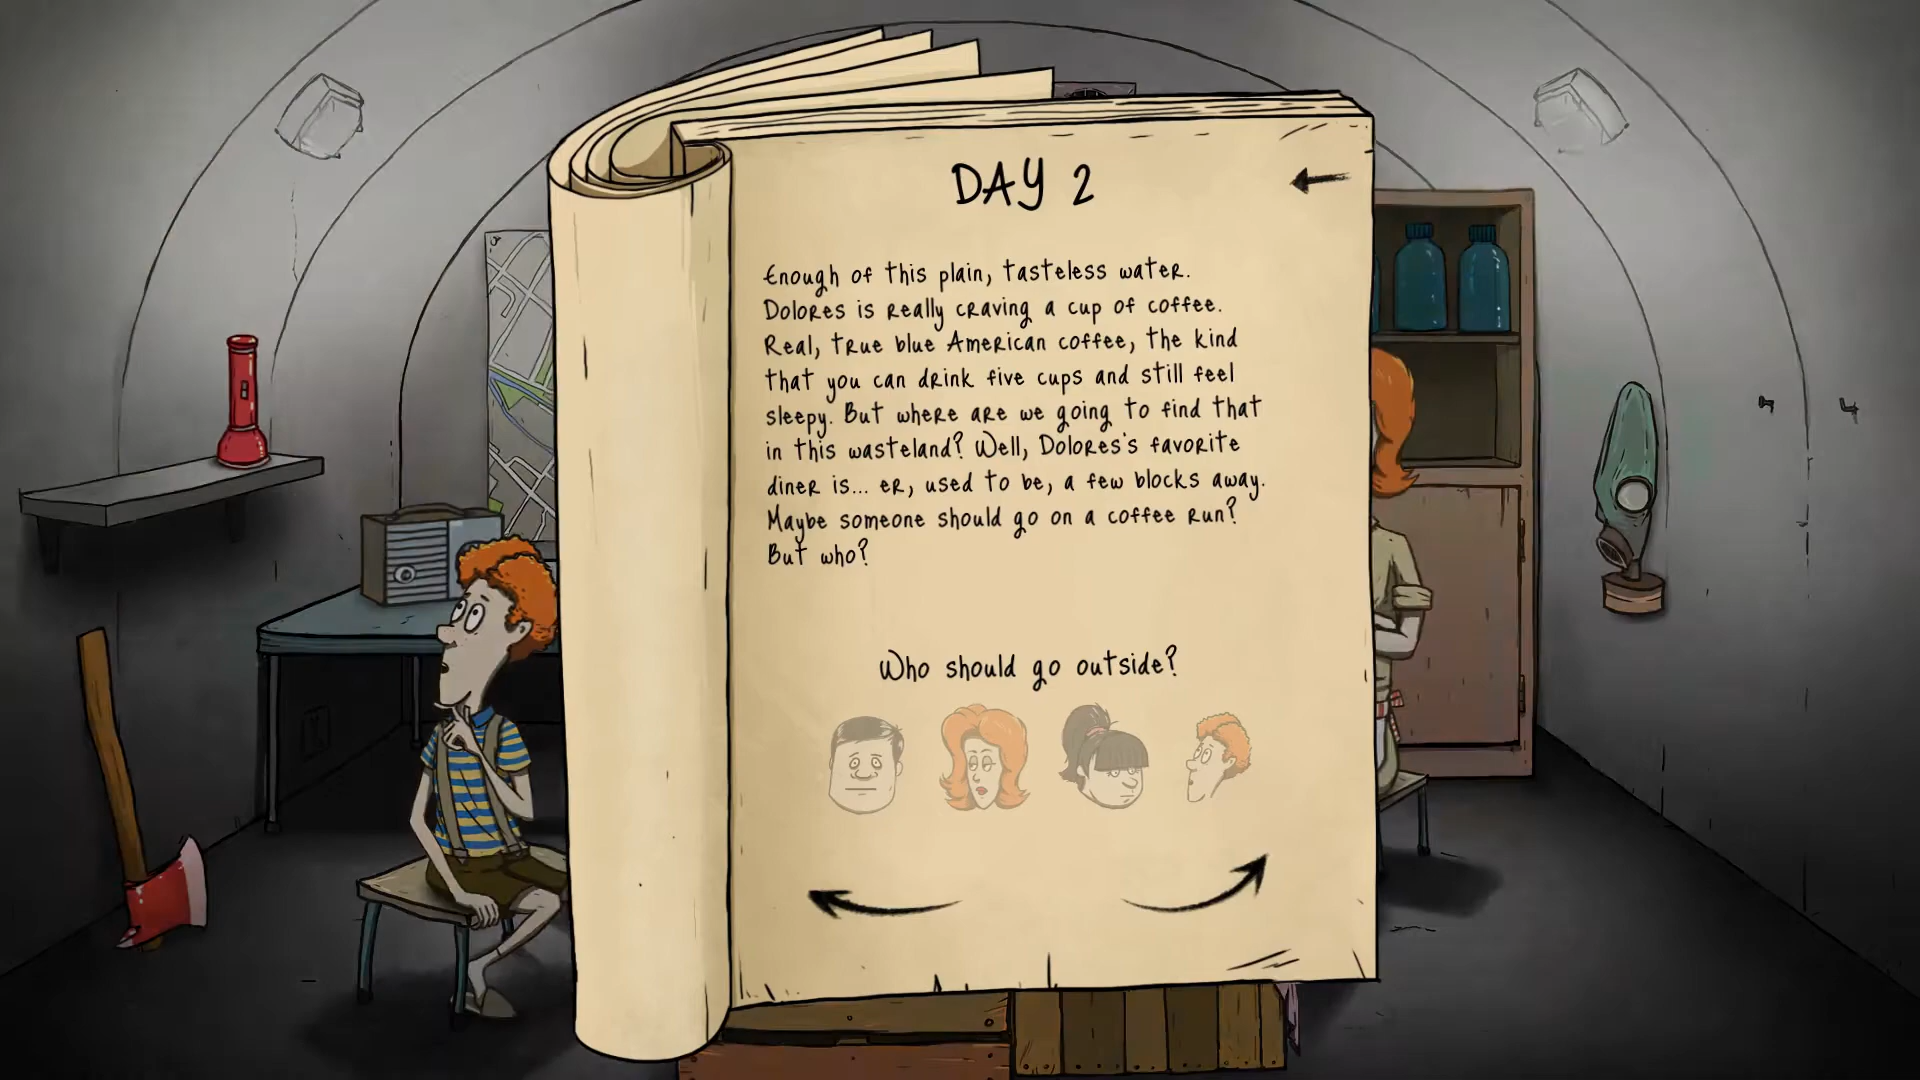 DAY 2
Enough of this plain, tasteless water.
Dolores is really craving a cup of coffee.
Real, true blue American coffee, the kind
that you can drink five cups and still feel
sleepy. But where are we going to find that
in this wasteland? Well, Dolores's favorite
diner is... er, used to be, a few blocks away.
Maybe someone should go on a coffee run?
But who?
Who should go outside?